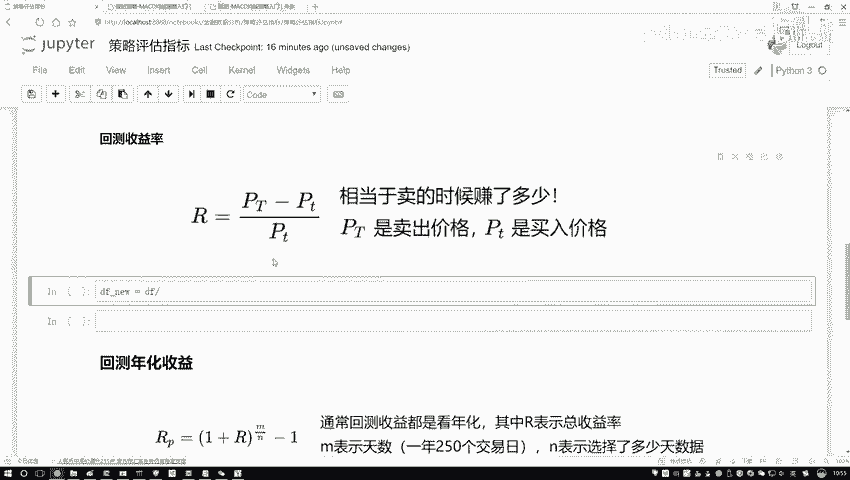 http://localhost:8888/notebooks/
jupyter 策略评估指标 Last Checkpoint: 16 minutes ago (unsaved changes)
Logout
File Edit View Insert Cell Kernel Widgets Help
Trusted Python 3
Code
回测收益率
R = (P_T − P_t) / P_t
相当于卖的时候赚了多少！
P_T 是卖出价格，P_t 是买入价格
In [ ]: df_new = df/
In [ ]:
回测年化收益
R_p = (1 + R)^(m/n) − 1
通常回测收益都是看年化，其中R表示总收益率
m表示天数（一年250个交易日），n表示选择了多少天数据
10:55